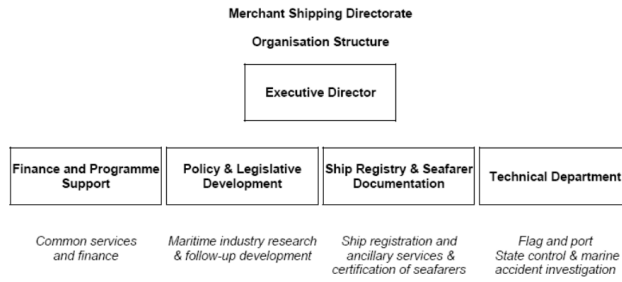 Merchant Shipping Directorate
Organisation Structure
Executive Director
Finance and Programme
Support
Policy & Legislative
Development
Ship Registry & Seafarer
Documentation
Technical Department
Common services
and finance
Maritime industry research
& follow-up development
Ship registration and
ancillary services &
certification of seafarers
Flag and port
State control & marine
accident investigation